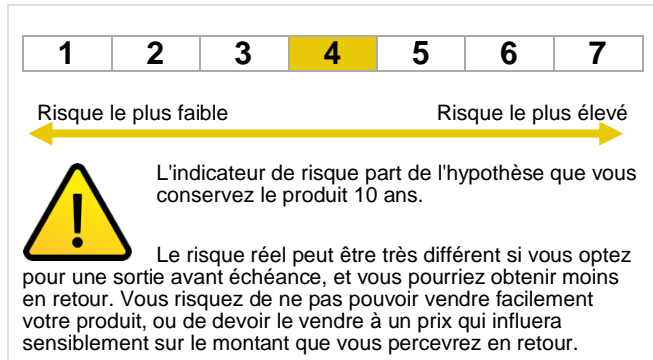 1 2 3 4 5 6 7
Risque le plus faible Risque le plus élevé
L'indicateur de risque part de l'hypothèse que vous
conservez le produit 10 ans.
Le risque réel peut être très différent si vous optez
pour une sortie avant échéance, et vous pourriez obtenir moins
en retour. Vous risquez de ne pas pouvoir vendre facilement
votre produit, ou de devoir le vendre à un prix qui influera
sensiblement sur le montant que vous percevrez en retour.